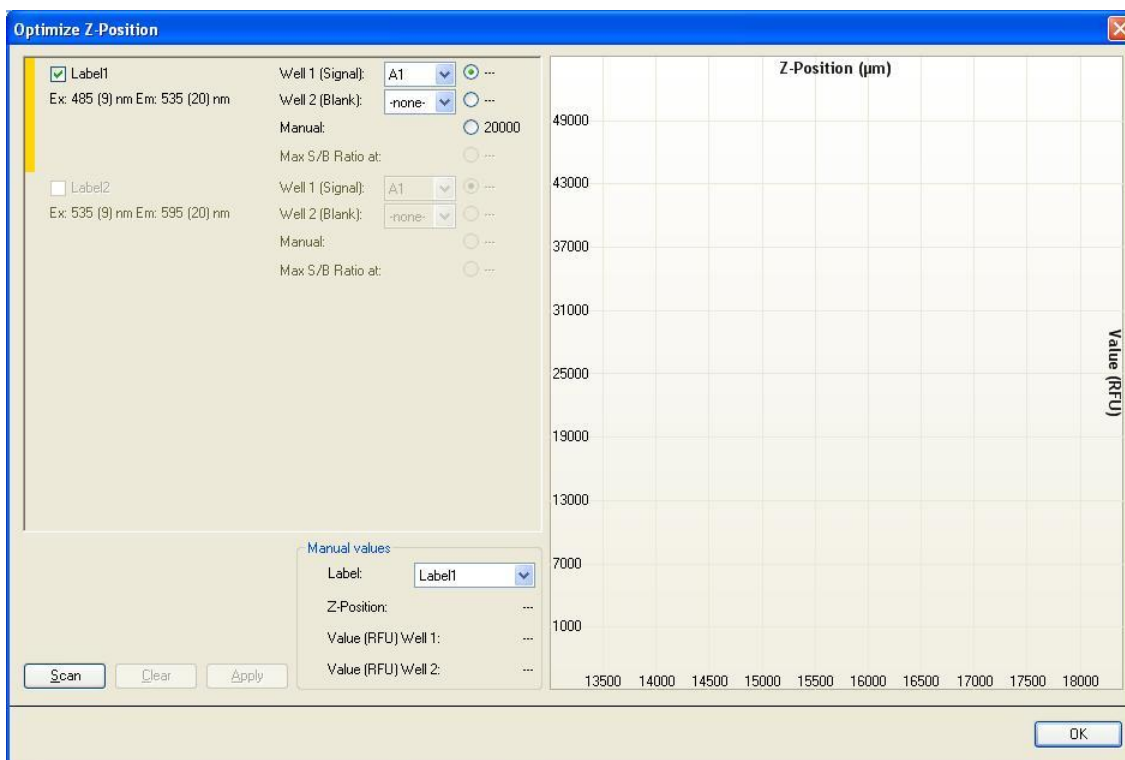 Optimize Z-Position
Label1 Well 1 (Signal): A1 ---
Ex: 485 (9) nm Em: 535 (20) nm Well 2 (Blank): -none- ---
Manual: 20000
Max S/B Ratio at: ---
Label2 Well 1 (Signal): A1 ---
Ex: 535 (9) nm Em: 595 (20) nm Well 2 (Blank): -none- ---
Manual: ---
Max S/B Ratio at: ---
Manual values
Label: Label1
Z-Position: ---
Value (RFU) Well 1: ---
Value (RFU) Well 2: ---
Scan Clear Apply
Z-Position (µm)
49000
43000
37000
31000
25000
19000
13000
7000
1000
Value (RFU)
13500 14000 14500 15000 15500 16000 16500 17000 17500 18000
OK